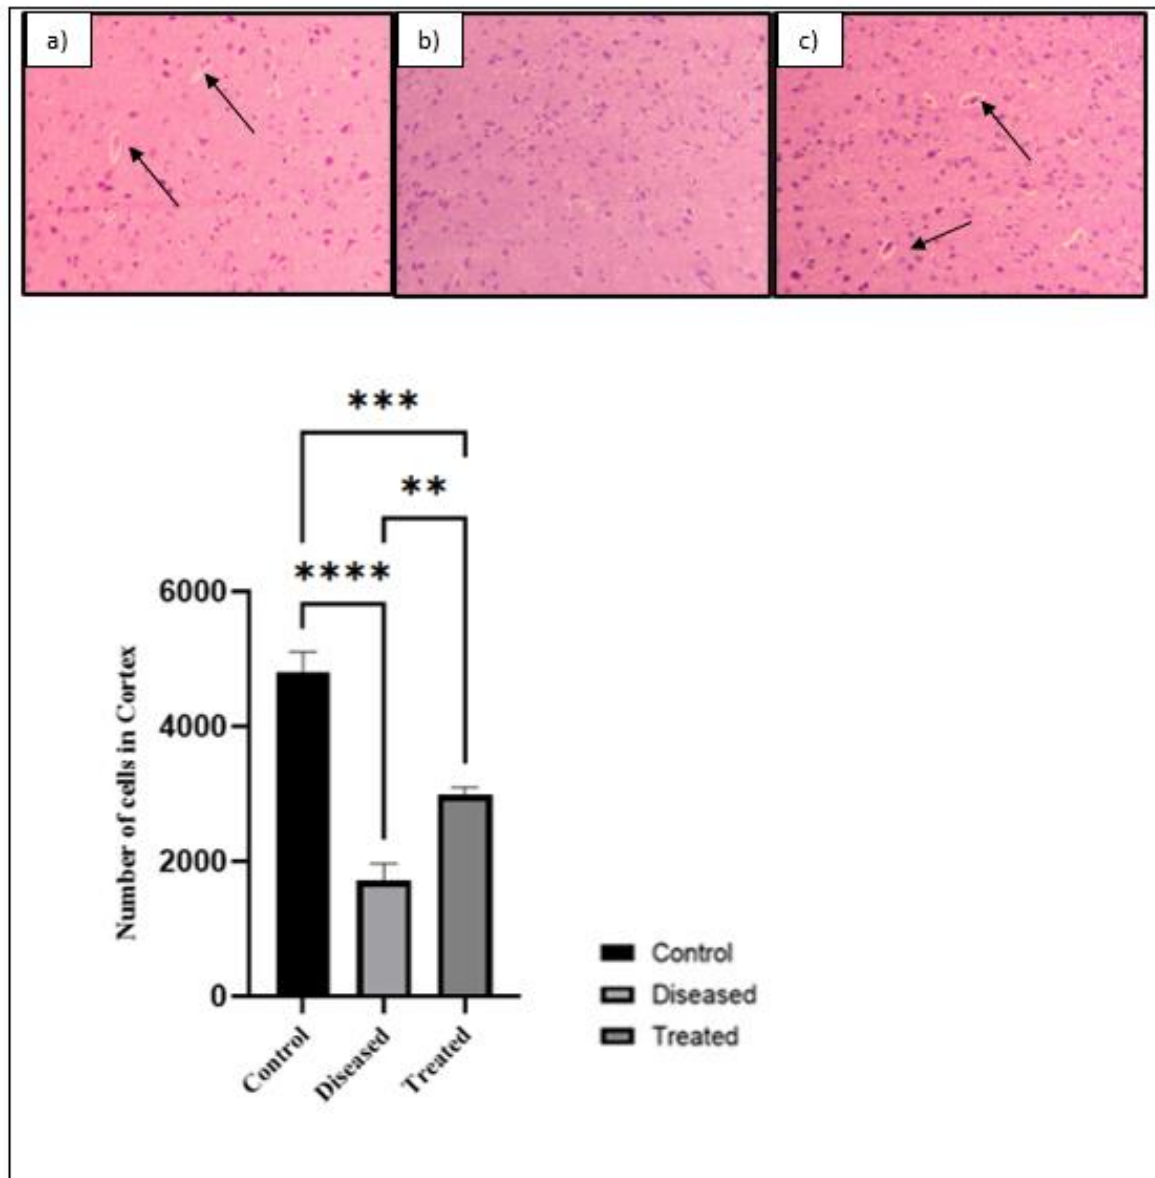 a)
b)
c)
***
**
****
6000
4000
2000
0
Number of cells in Cortex
Control
Diseased
Treated
Control
Diseased
Treated